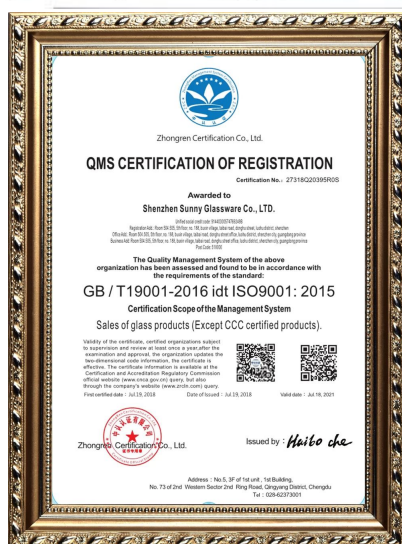 Zhongren Certification Co., Ltd.
QMS CERTIFICATION OF REGISTRATION
Certification No.: 27318Q20395R0S
Awarded to
Shenzhen Sunny Glassware Co., LTD.
The Quality Management System of the above
organization has been assessed and found to be in accordance with
the requirements of the standard:
GB / T19001-2016 idt ISO9001: 2015
Certification Scope of the Management System
Sales of glass products (Except CCC certified products).
Validity of the certificate, certified organizations subject
to supervision and review at least once a year,after the
examination and approval, the organization updates the
two-dimensional code information, the certificate is
effective. The certificate information is available at the
Certification and Accreditation Regulatory Commission
official website (www.cnca.gov.cn) query, but also
through the company's website (www.zrcin.com) query.
First certified date : Jul.19, 2018
Date of Issued : Jul.19, 2018
Valid date : Jul.18, 2021
Zhongren Certification Co., Ltd.
Issued by : Haibo che
Address : No.5, 3F of 1st unit , 1st Building,
No. 73 of 2nd Western Sector 2nd Ring Road, Qingyang District, Chengdu
Tel : 028-62373001